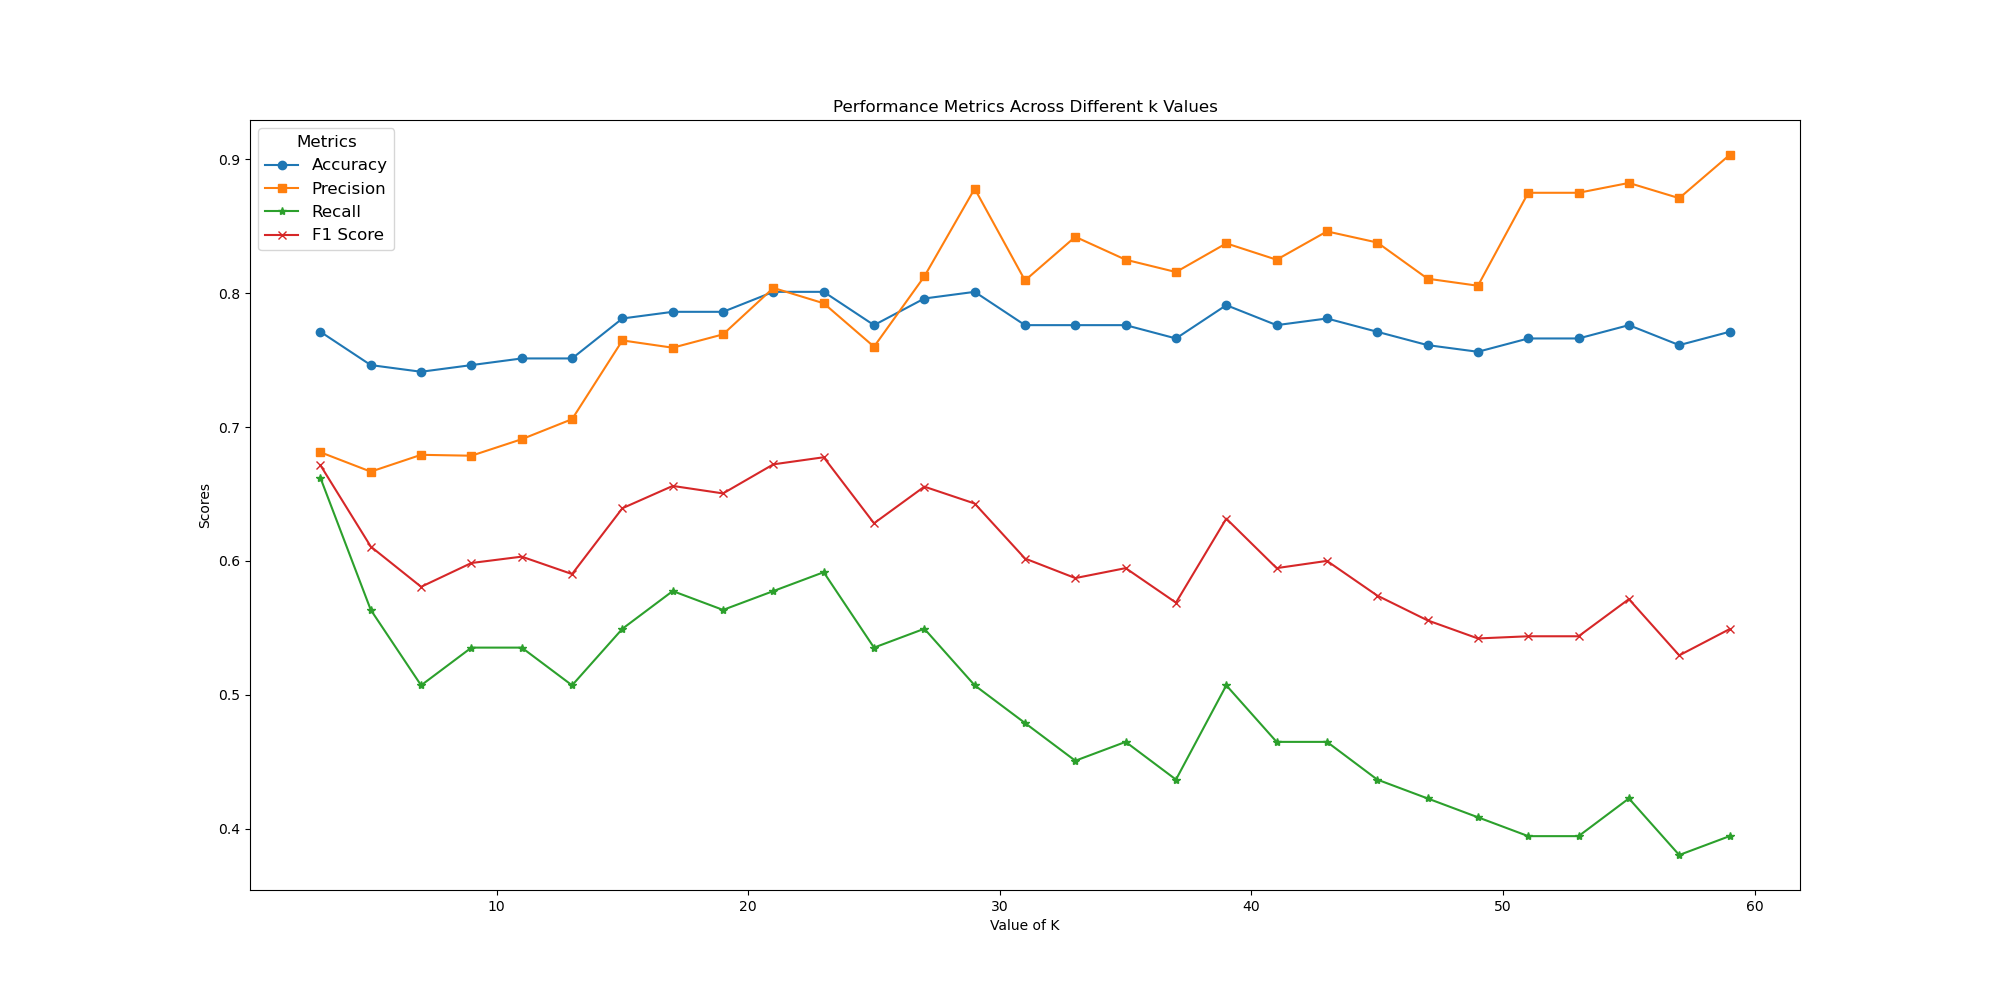 Performance Metrics Across Different k Values
Metrics
Accuracy
Precision
Recall
F1 Score
0.9
0.8
0.7
0.6
0.5
0.4
Scores
10 20 30 40 50 60
Value of K